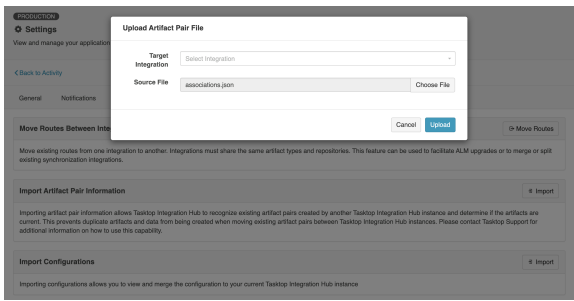 PRODUCTION
Settings
View and manage your application
Back to Activity
General Notifications
Upload Artifact Pair File
Target
Integration
Select Integration
Source File
associations.json
Choose File
Cancel
Upload
Move Routes Between Inte
Move Routes
Move existing routes from one integration to another. Integrations must share the same artifact types and repositories. This feature can be used to facilitate ALM upgrades or to merge or split
existing synchronization integrations.
Import Artifact Pair Information
Import
Importing artifact pair information allows Tasktop Integration Hub to recognize existing artifact pairs created by another Tasktop Integration Hub instance and determine if the artifacts are
current. This prevents duplicate artifacts and data from being created when moving existing artifact pairs between Tasktop Integration Hub instances. Please contact Tasktop Support for
additional information on how to use this capability.
Import Configurations
Import
Importing configurations allows you to view and merge the configuration to your current Tasktop Integration Hub instance